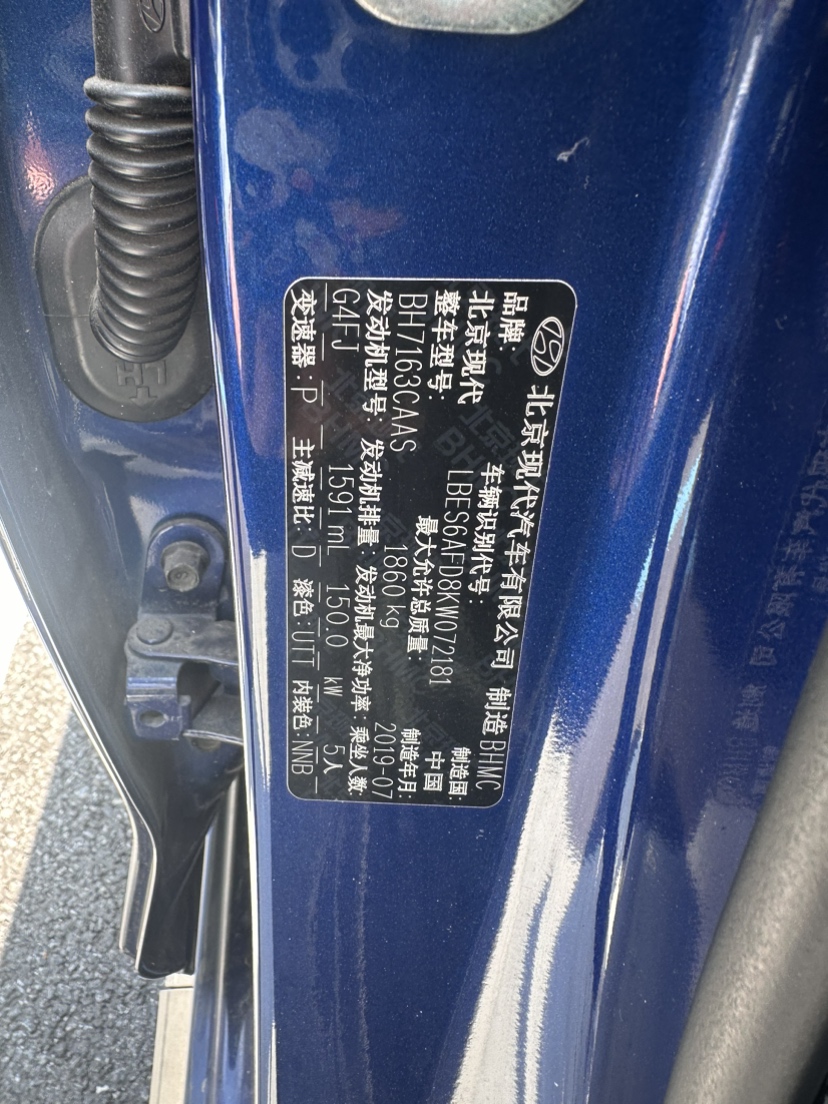 北京现代汽车有限公司 制造 BHMC
品牌: 车辆识别代号: 制造国:
北京现代 LBES6AFD8KW072181 中国
整车型号: 最大允许总质量: 制造年月:
BH7163CAAS 1860 kg 2019-07
发动机型号: 发动机排量: 发动机最大净功率: 乘坐人数:
G4FJ 1591 mL 150.0 kW 5人
变速器: P 主减速比: D 漆色: UTT 内装色: NNB